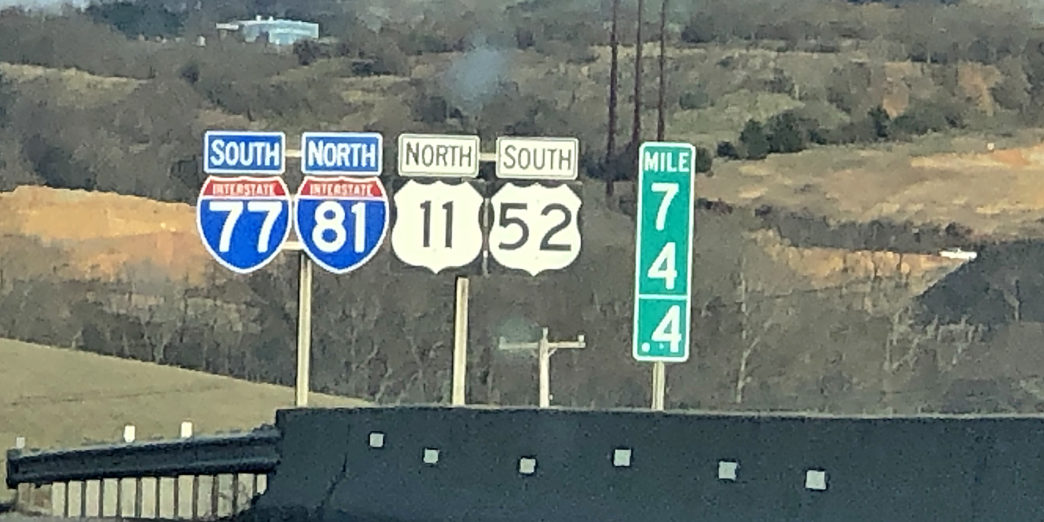 SOUTH NORTH NORTH SOUTH MILE
INTERSTATE INTERSTATE
77 81 11 52
7
4
.4